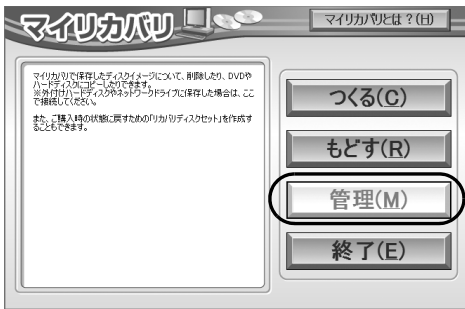 マイリカバリ
マイリカバリとは？(H)
マイリカバリで保存したディスクイメージについて、削除したり、DVDや
ハードディスクにコピーしたりできます。
※外付けハードディスクやネットワークドライブに保存した場合は、ここ
で接続してください。
また、ご購入時の状態に戻すための「リカバリディスクセット」を作成す
ることもできます。
つくる(C)
もどす(R)
管理(M)
終了(E)